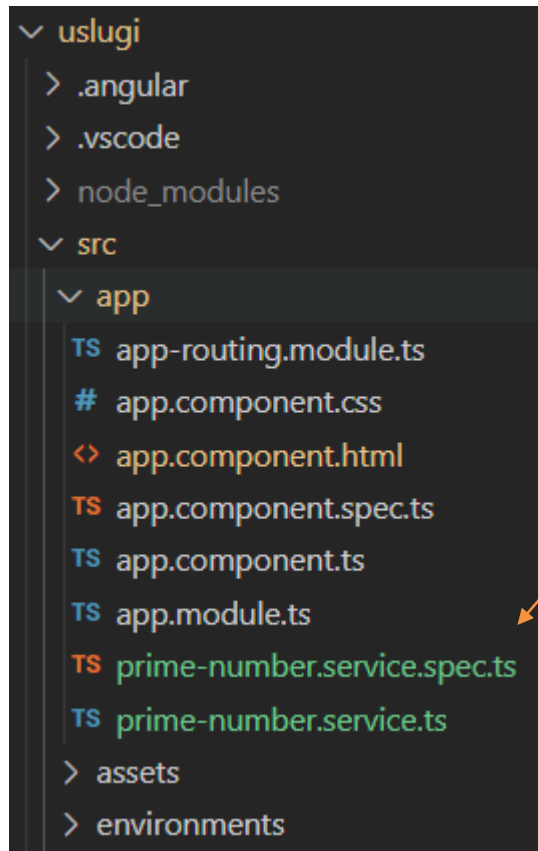 uslugi
.angular
.vscode
node_modules
src
app
TS app-routing.module.ts
# app.component.css
<> app.component.html
TS app.component.spec.ts
TS app.component.ts
TS app.module.ts
TS prime-number.service.spec.ts
TS prime-number.service.ts
assets
environments